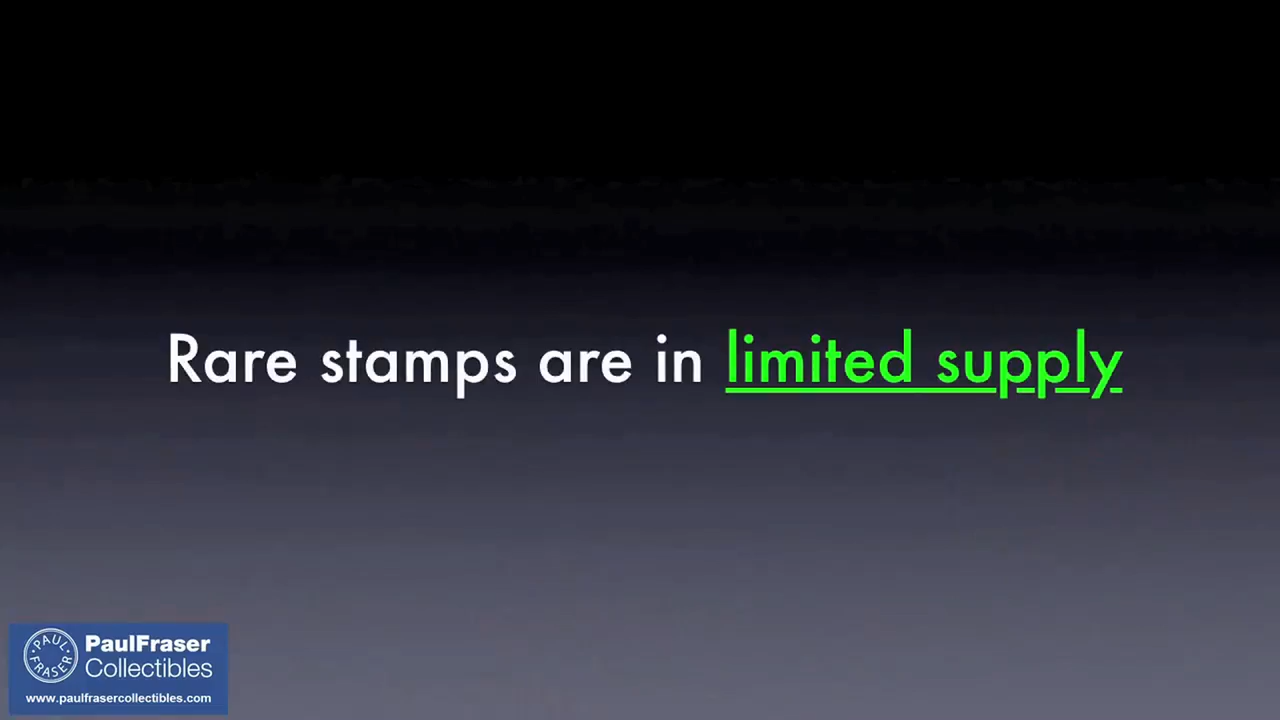 Rare stamps are in limited supply
PAUL FRASER
PaulFraser
Collectibles
www.paulfrasercollectibles.com